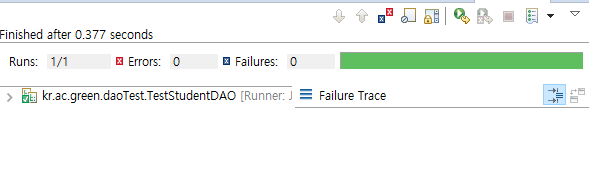 Finished after 0.377 seconds
Runs: 1/1 Errors: 0 Failures: 0
kr.ac.green.daoTest.TestStudentDAO [Runner: J Failure Trace